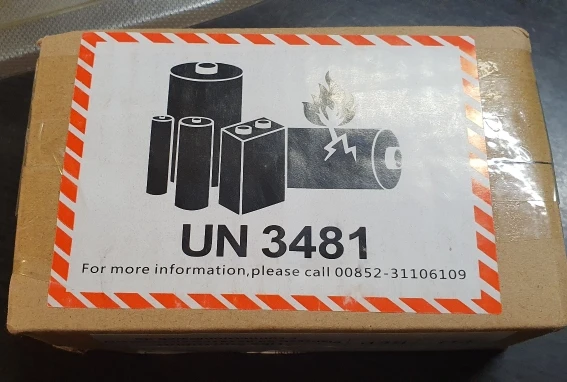 UN 3481
For more information,please call 00852-31106109